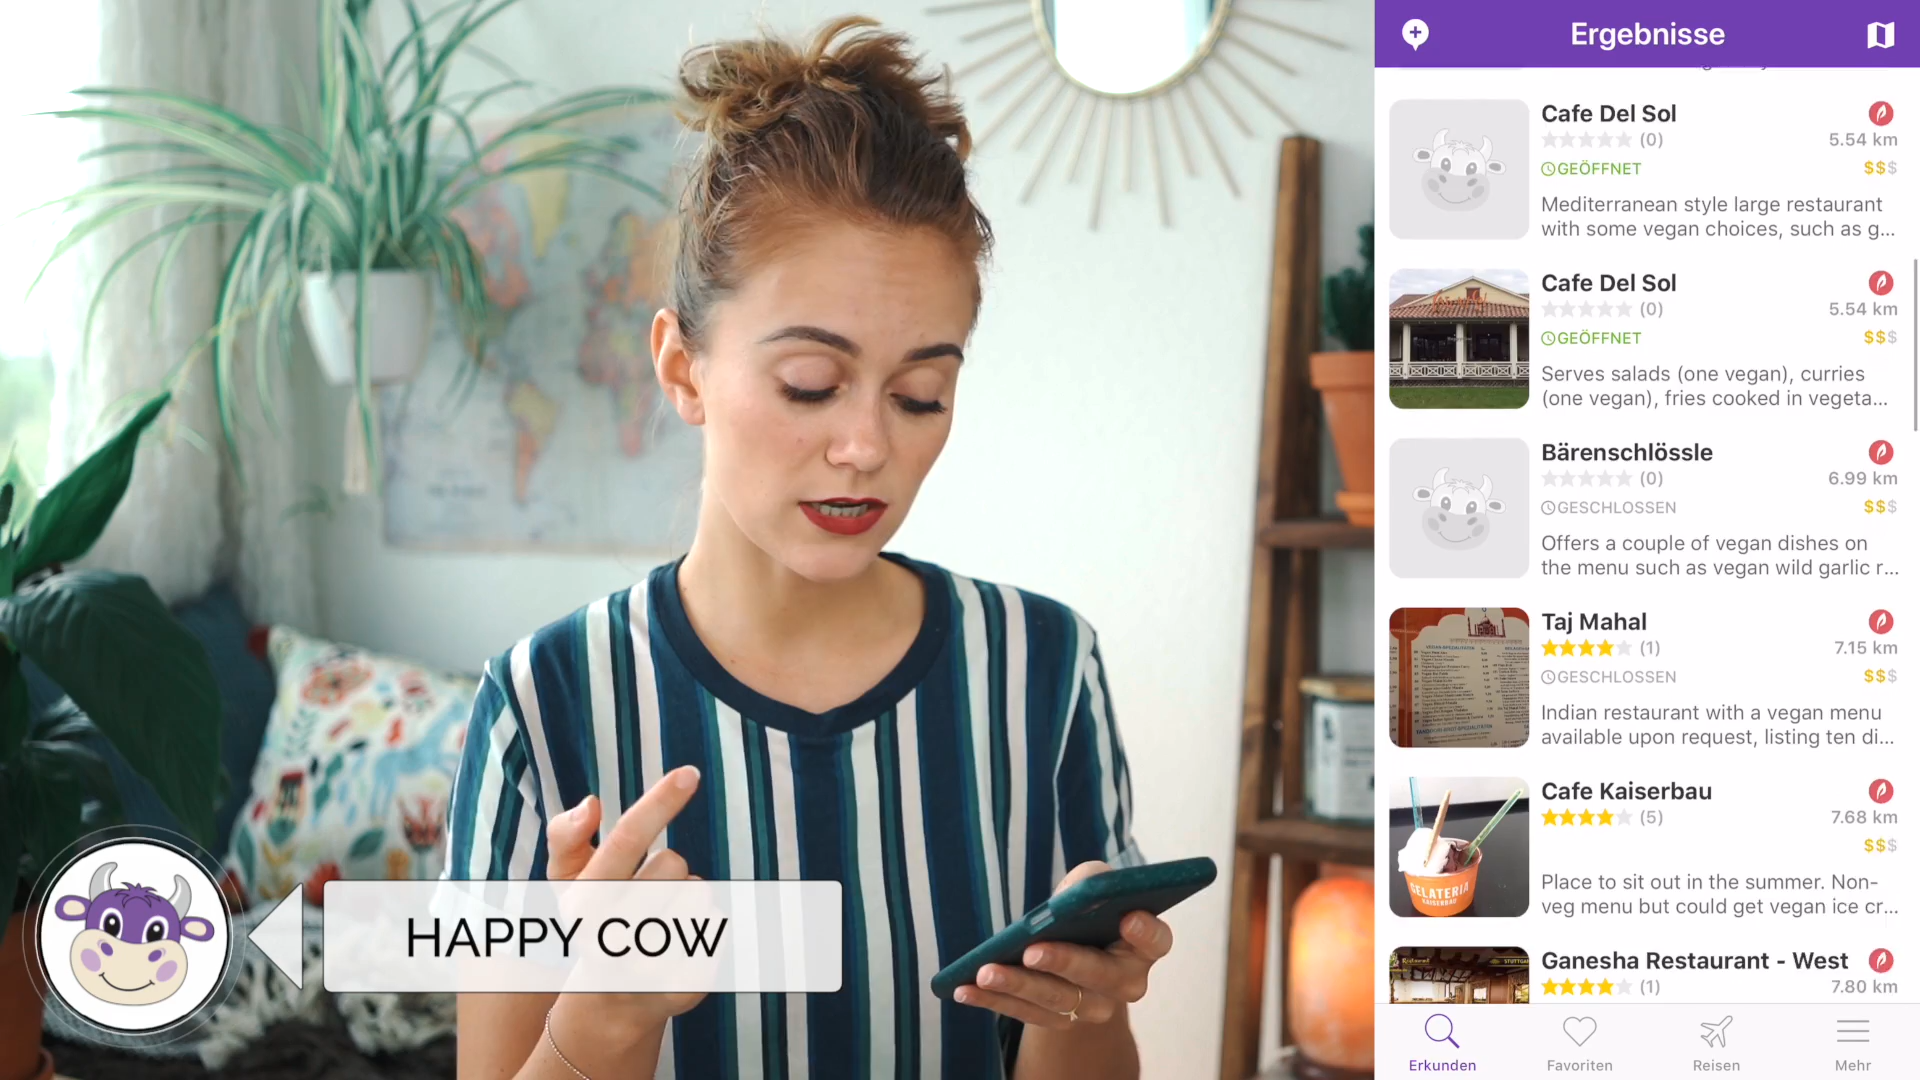 HAPPY COW
Ergebnisse
Cafe Del Sol
(0)
5.54 km
GEÖFFNET
$$$
Mediterranean style large restaurant
with some vegan choices, such as g...
Cafe Del Sol
(0)
5.54 km
GEÖFFNET
$$$
Serves salads (one vegan), curries
(one vegan), fries cooked in vegeta...
Bärenschlössle
(0)
6.99 km
GESCHLOSSEN
$$$
Offers a couple of vegan dishes on
the menu such as vegan wild garlic r...
Taj Mahal
(1)
7.15 km
GESCHLOSSEN
$$$
Indian restaurant with a vegan menu
available upon request, listing ten di...
Cafe Kaiserbau
(5)
7.68 km
$$$
GELATERIA
KAISERBAU
Place to sit out in the summer. Non-
veg menu but could get vegan ice cr...
Ganesha Restaurant - West
(1)
7.80 km
Erkunden
Favoriten
Reisen
Mehr